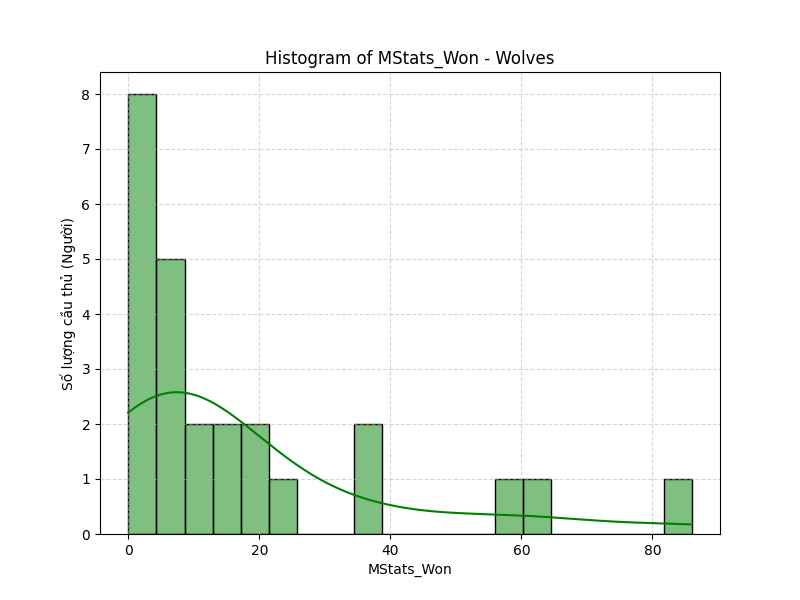 Histogram of MStats_Won - Wolves
Số lượng cầu thủ (Người)
8
7
6
5
4
3
2
1
0
0 20 40 60 80
MStats_Won